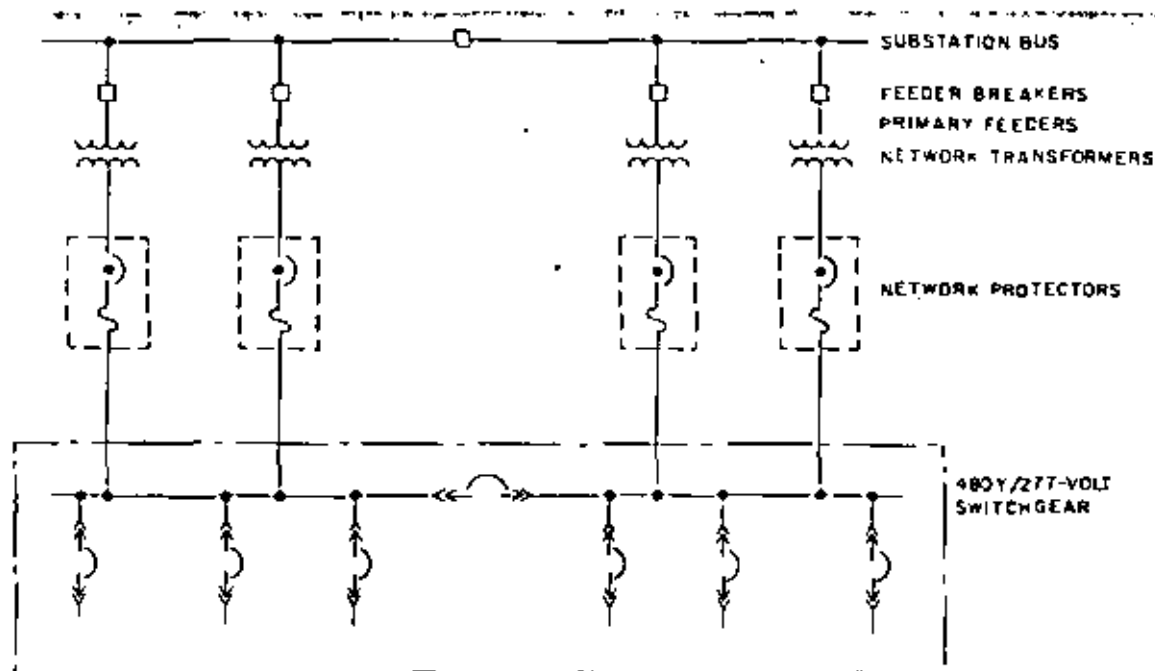 SUBSTATION BUS
FEEDER BREAKERS
PRIMARY FEEDERS
NETWORK TRANSFORMERS
NETWORK PROTECTORS
480Y/277-VOLT
SWITCHGEAR